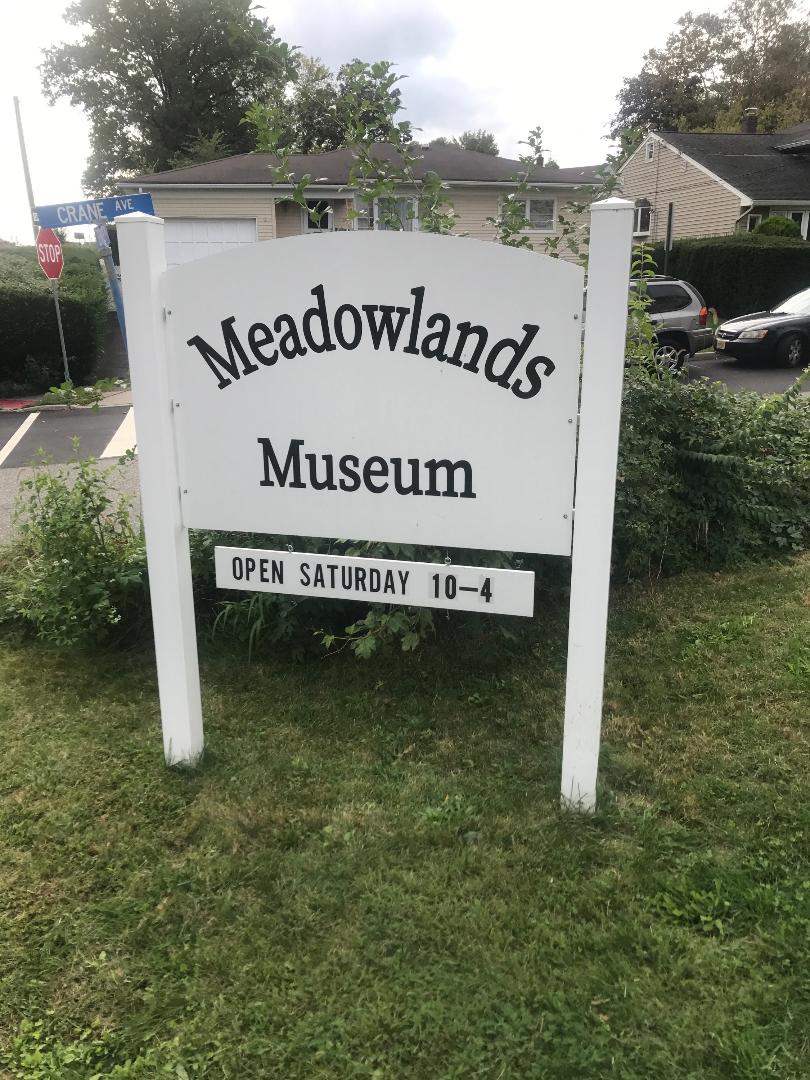 CRANE AVE
STOP
Meadowlands
Museum
OPEN SATURDAY 10-4